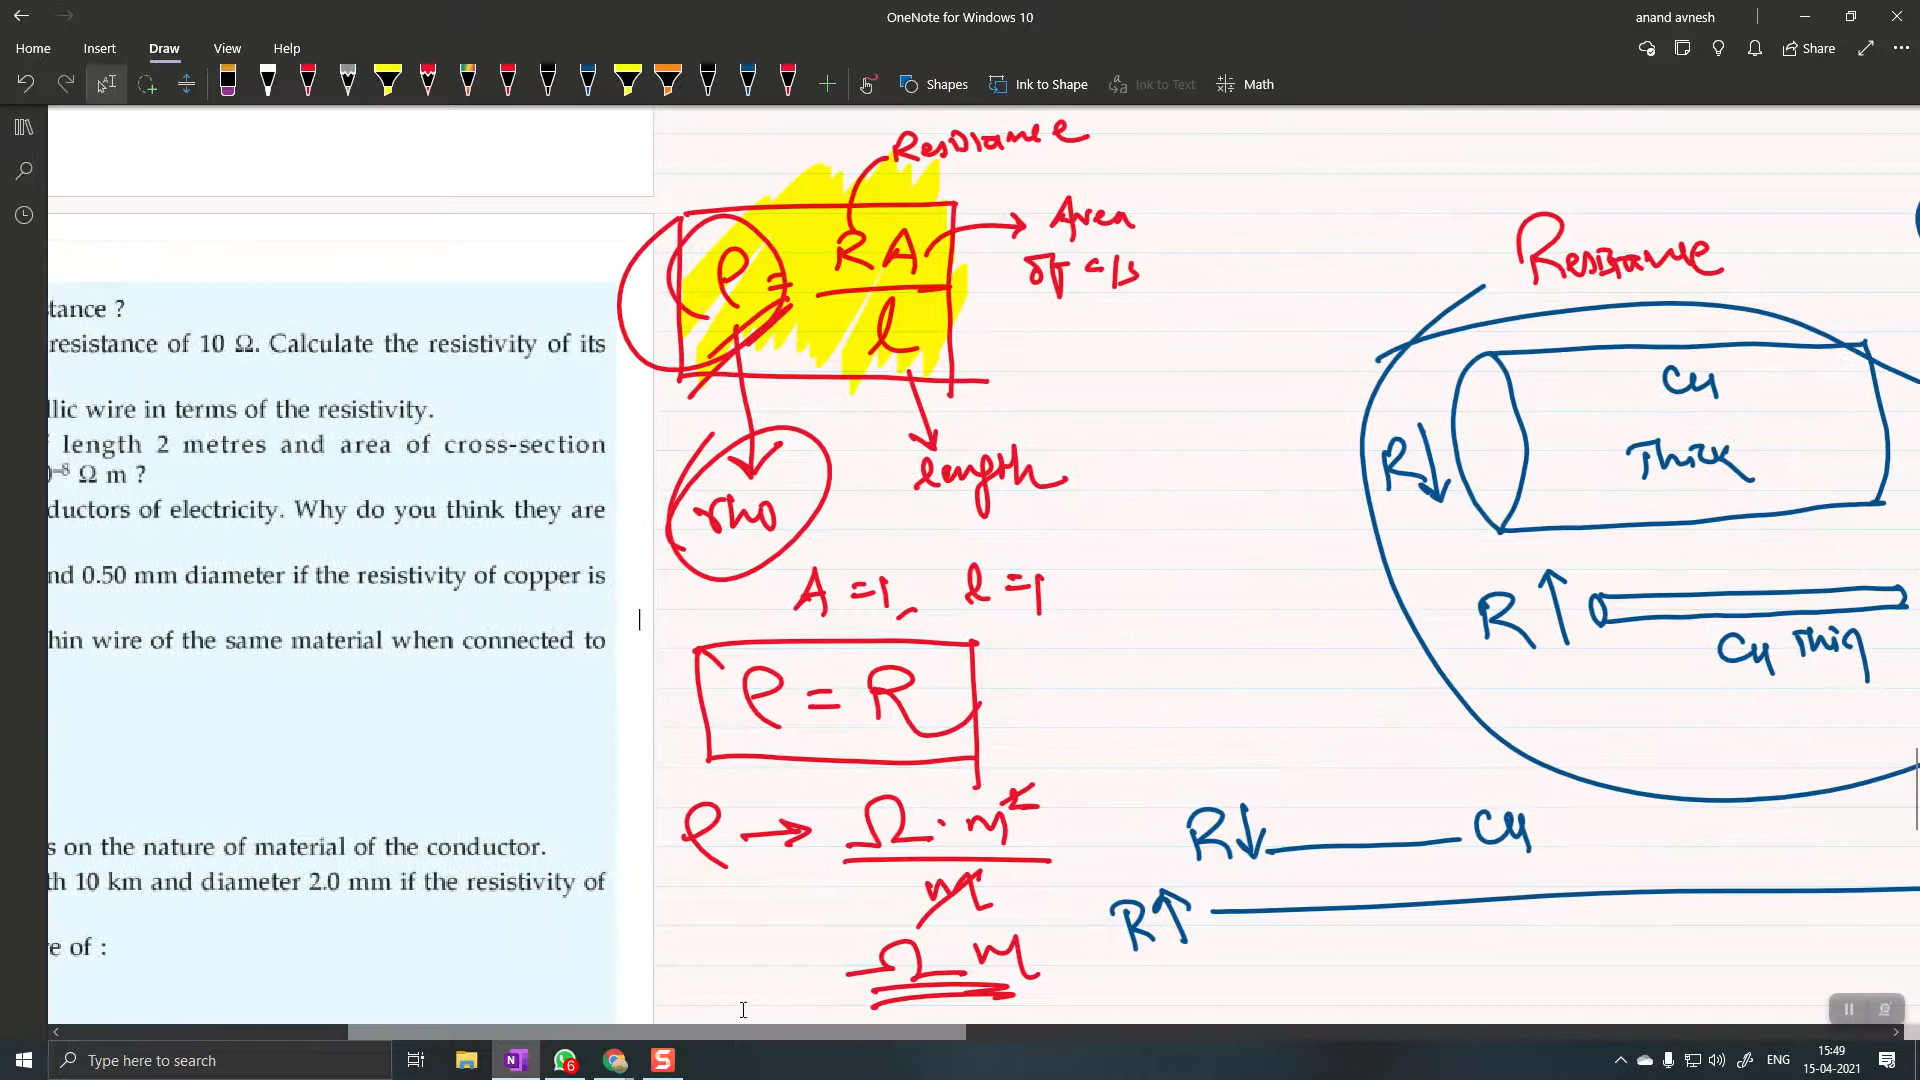 OneNote for Windows 10
anand avnesh
Home Insert Draw View Help
Share
Shapes
Ink to Shape
Ink to Text
Math
tance ?
resistance of 10 Ω. Calculate the resistivity of its
llic wire in terms of the resistivity.
f length 2 metres and area of cross-section
–8 Ω m ?
ductors of electricity. Why do you think they are
nd 0.50 mm diameter if the resistivity of copper is
hin wire of the same material when connected to
s on the nature of material of the conductor.
th 10 km and diameter 2.0 mm if the resistivity of
e of :
Resistance
ρ = RA / l
Area
of c/s
length
rho
A = 1, l = 1
ρ = R
ρ → Ω · m² / m
Ω m
Resistance
Cu
R↓
Thick
R↑
Cu Thin
R↓ Cu
R↑
Type here to search
6
ENG
15:49
15-04-2021